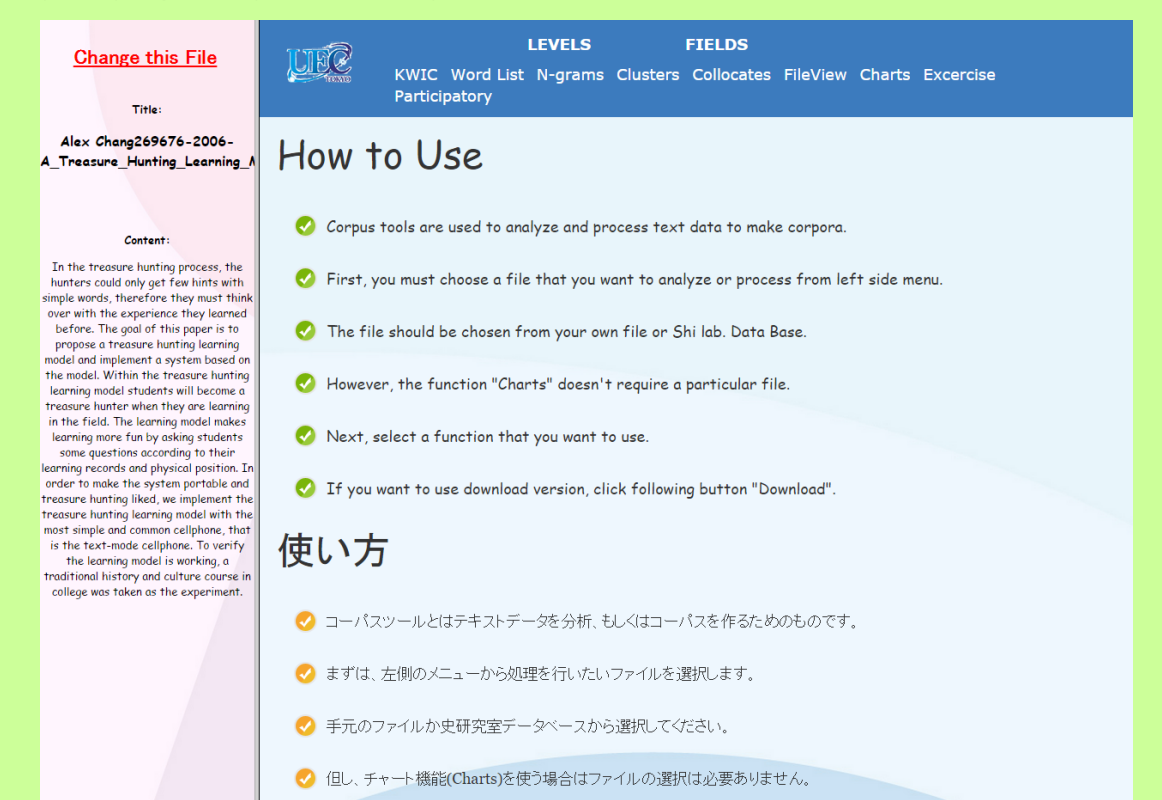 Change this File
Title:
Alex Chang269676-2006-
A_Treasure_Hunting_Learning_
Content:
In the treasure hunting process, the
hunters could only get few hints with
simple words, therefore they must think
over with the experience they learned
before. The goal of this paper is to
propose a treasure hunting learning
model and implement a system based on
the model. Within the treasure hunting
learning model students will become a
treasure hunter when they are learning
in the field. The learning model makes
learning more fun by asking students
some questions according to their
learning records and physical position. In
order to make the system portable and
treasure hunting liked, we implement the
treasure hunting learning model with the
most simple and common cellphone, that
is the text-mode cellphone. To verify
the learning model is working, a
traditional history and culture course in
college was taken as the experiment.
UEC
TOKYO
LEVELS FIELDS
KWIC Word List N-grams Clusters Collocates FileView Charts Excercise
Participatory
How to Use
Corpus tools are used to analyze and process text data to make corpora.
First, you must choose a file that you want to analyze or process from left side menu.
The file should be chosen from your own file or Shi lab. Data Base.
However, the function "Charts" doesn't require a particular file.
Next, select a function that you want to use.
If you want to use download version, click following button "Download".
使い方
コーパスツールとはテキストデータを分析、もしくはコーパスを作るためのものです。
まずは、左側のメニューから処理を行いたいファイルを選択します。
手元のファイルか史研究室データベースから選択してください。
但し、チャート機能(Charts)を使う場合はファイルの選択は必要ありません。